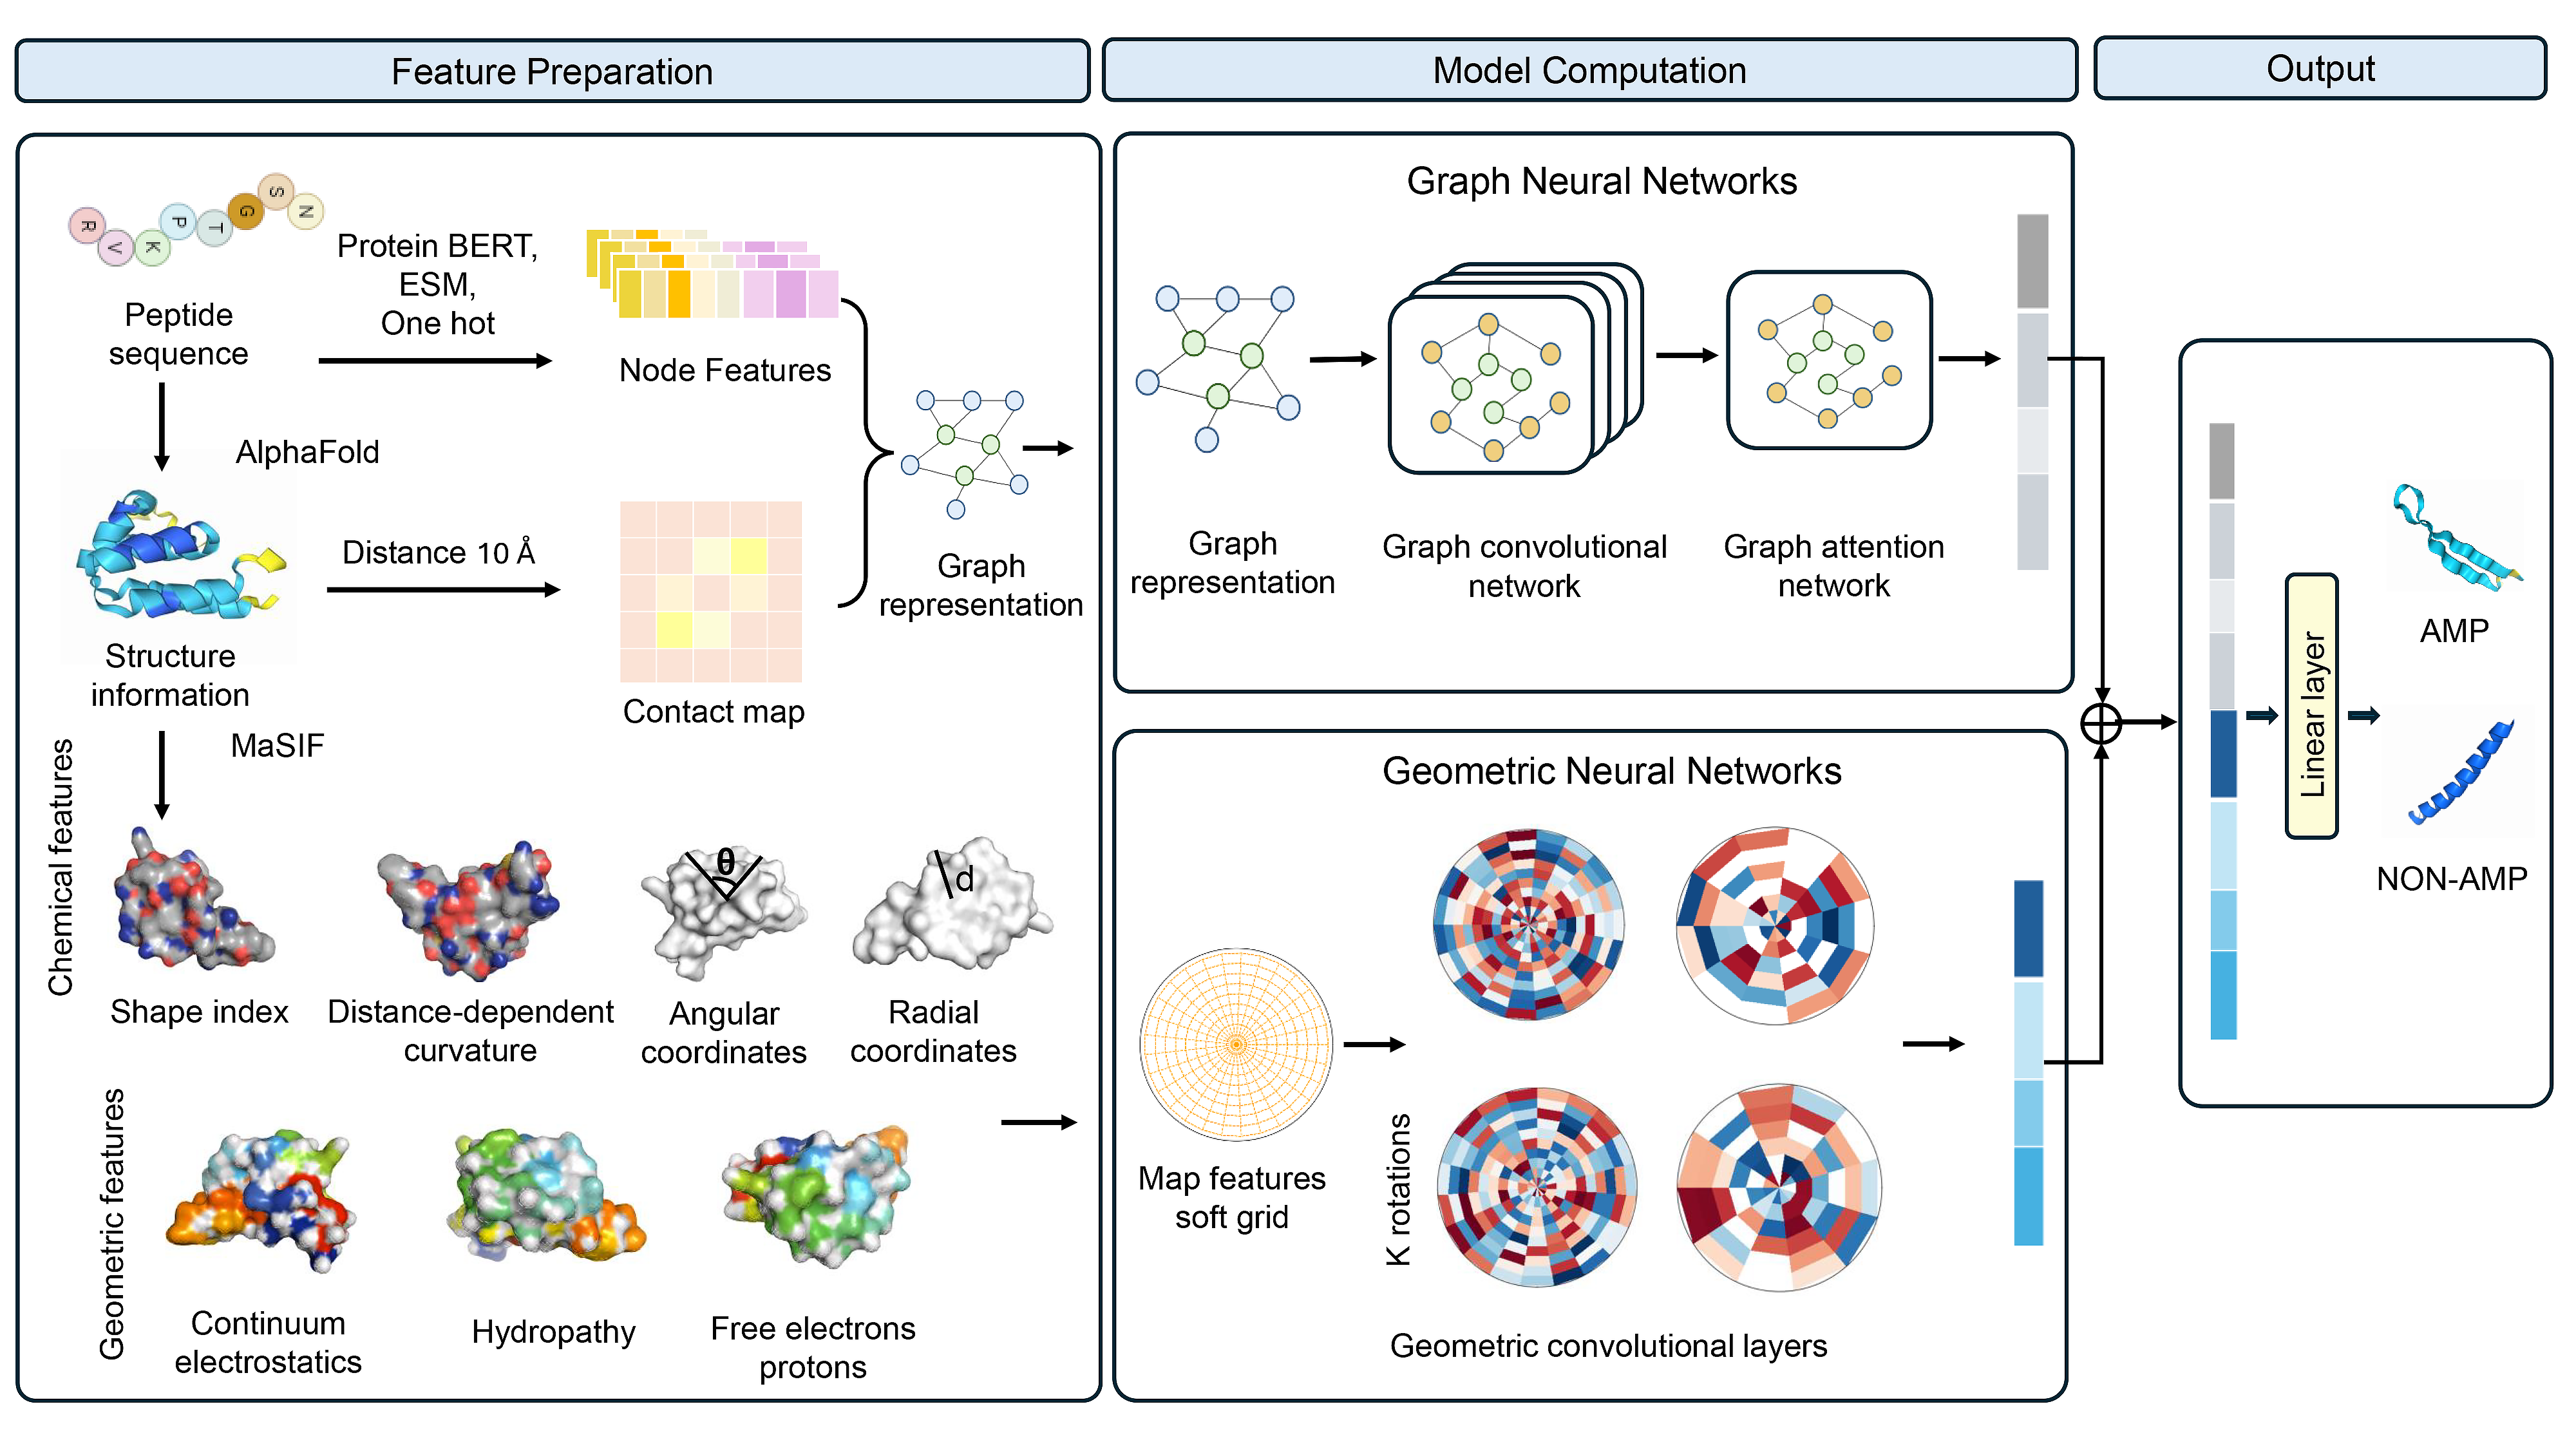 Feature Preparation
Model Computation
Output
R V K P T G S N
Peptide
sequence
Protein BERT,
ESM,
One hot
Node Features
AlphaFold
Structure
information
Distance 10 Å
Contact map
Graph
representation
MaSIF
Chemical features
θ
d
Shape index
Distance-dependent
curvature
Angular
coordinates
Radial
coordinates
Geometric features
Continuum
electrostatics
Hydropathy
Free electrons
protons
Graph Neural Networks
Graph
representation
Graph convolutional
network
Graph attention
network
Geometric Neural Networks
Map features
soft grid
K rotations
Geometric convolutional layers
Linear layer
AMP
NON-AMP